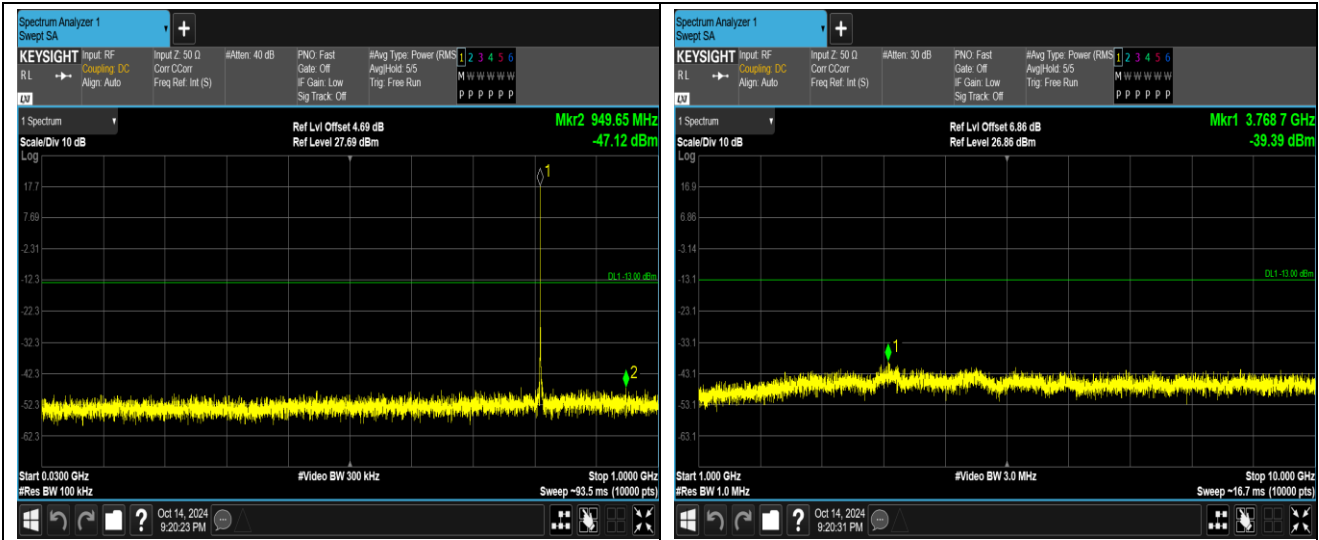 Spectrum Analyzer 1
Swept SA
+
KEYSIGHT Input: RF Input Z: 50 Ω #Atten: 40 dB PNO: Fast #Avg Type: Power (RMS 1 2 3 4 5 6
RL Coupling: DC Corr CCorr Gate: Off Avg|Hold: 5/5 M W W W W W
Align: Auto Freq Ref: Int (S) IF Gain: Low Trig: Free Run
Sig Track: Off P P P P P P
LXI
1 Spectrum Ref Lvl Offset 4.69 dB Mkr2 949.65 MHz
Scale/Div 10 dB Ref Level 27.69 dBm -47.12 dBm
Log
1
17.7
7.69
-2.31
-12.3 DL1 -13.00 dBm
-22.3
-32.3
-42.3
2
-52.3
-62.3
Start 0.0300 GHz #Video BW 300 kHz Stop 1.0000 GHz
#Res BW 100 kHz Sweep ~93.5 ms (10000 pts)
? Oct 14, 2024
9:20:23 PM
Spectrum Analyzer 1
Swept SA
+
KEYSIGHT Input: RF Input Z: 50 Ω #Atten: 30 dB PNO: Fast #Avg Type: Power (RMS 1 2 3 4 5 6
RL Coupling: DC Corr CCorr Gate: Off Avg|Hold: 5/5 M W W W W W
Align: Auto Freq Ref: Int (S) IF Gain: Low Trig: Free Run
Sig Track: Off P P P P P P
LXI
1 Spectrum Ref Lvl Offset 6.86 dB Mkr1 3.768 7 GHz
Scale/Div 10 dB Ref Level 26.86 dBm -39.39 dBm
Log
16.9
6.86
-3.14
-13.1 DL1 -13.00 dBm
-23.1
-33.1
1
-43.1
-53.1
-63.1
Start 1.000 GHz #Video BW 3.0 MHz Stop 10.000 GHz
#Res BW 1.0 MHz Sweep ~16.7 ms (10000 pts)
? Oct 14, 2024
9:20:31 PM